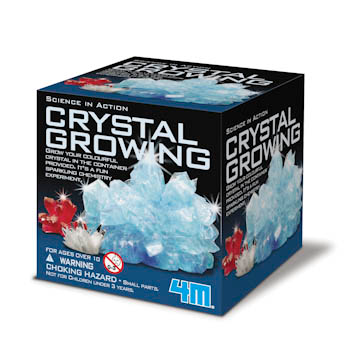 Science in Action
CRYSTAL
GROWING
Grow your colourful
crystal in the container
provided. It's a fun
sparkling chemistry
experiment.
For ages over 10
WARNING
CHOKING HAZARD - Small parts.
Not for Children under 3 years.
4M
Science in Action
CRYSTAL
GROWING